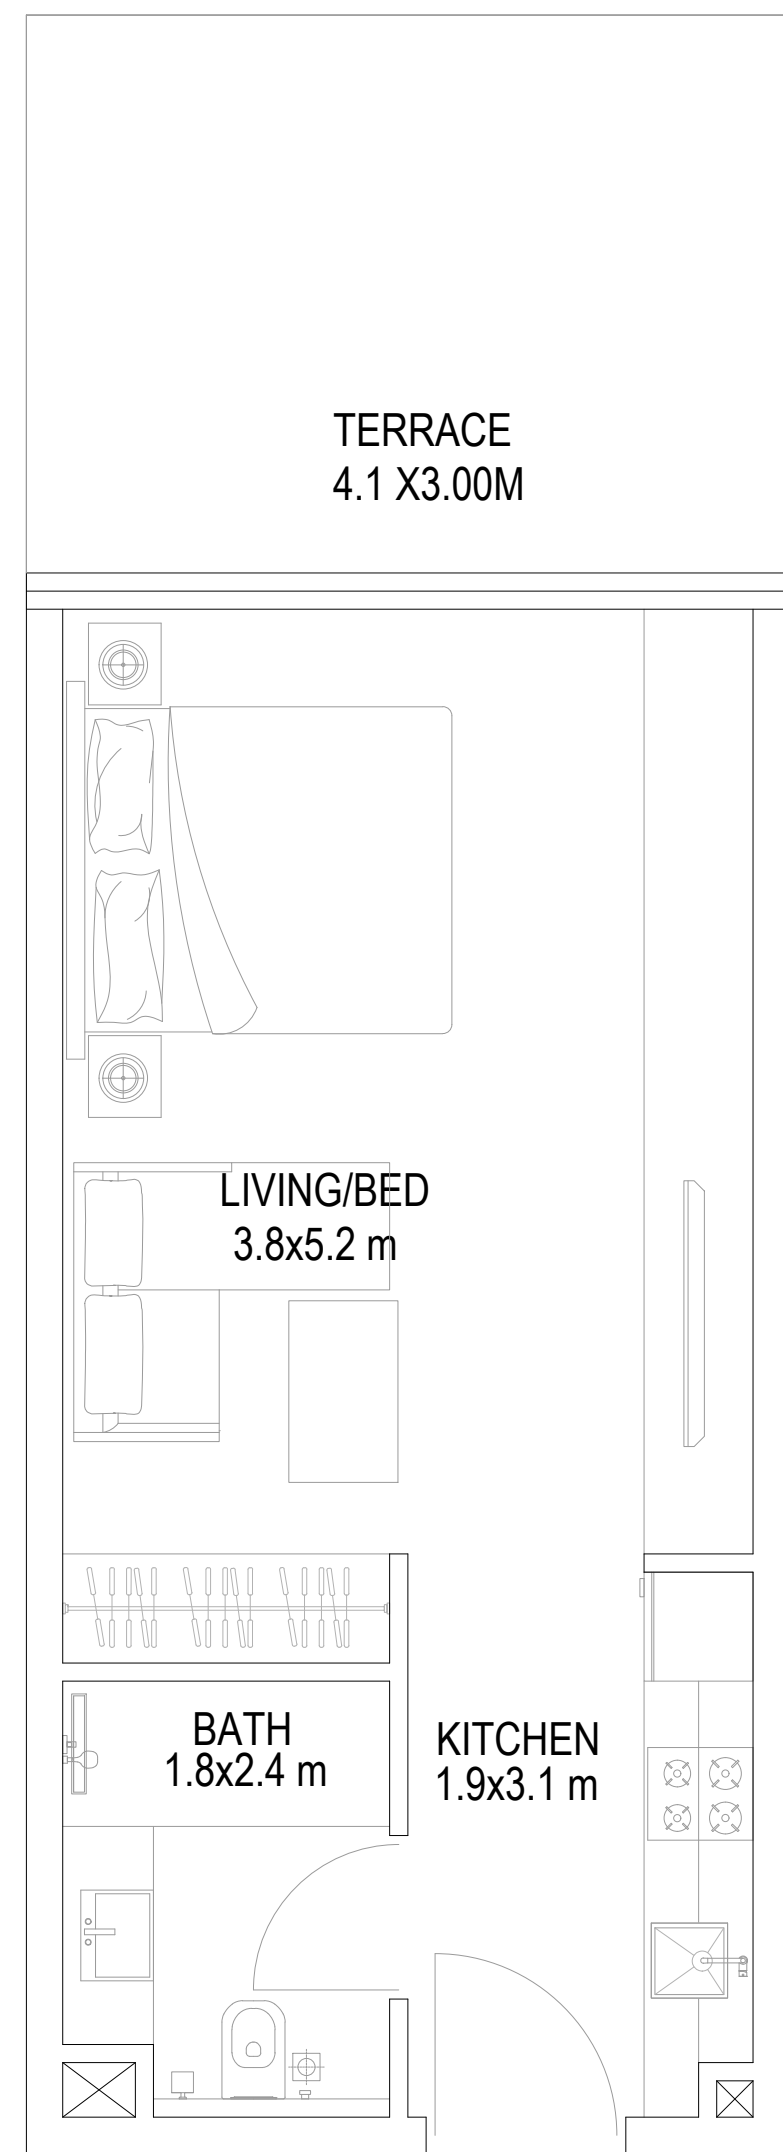 TERRACE
4.1 X3.00M
LIVING/BED
3.8x5.2 m
BATH
1.8x2.4 m
KITCHEN
1.9x3.1 m